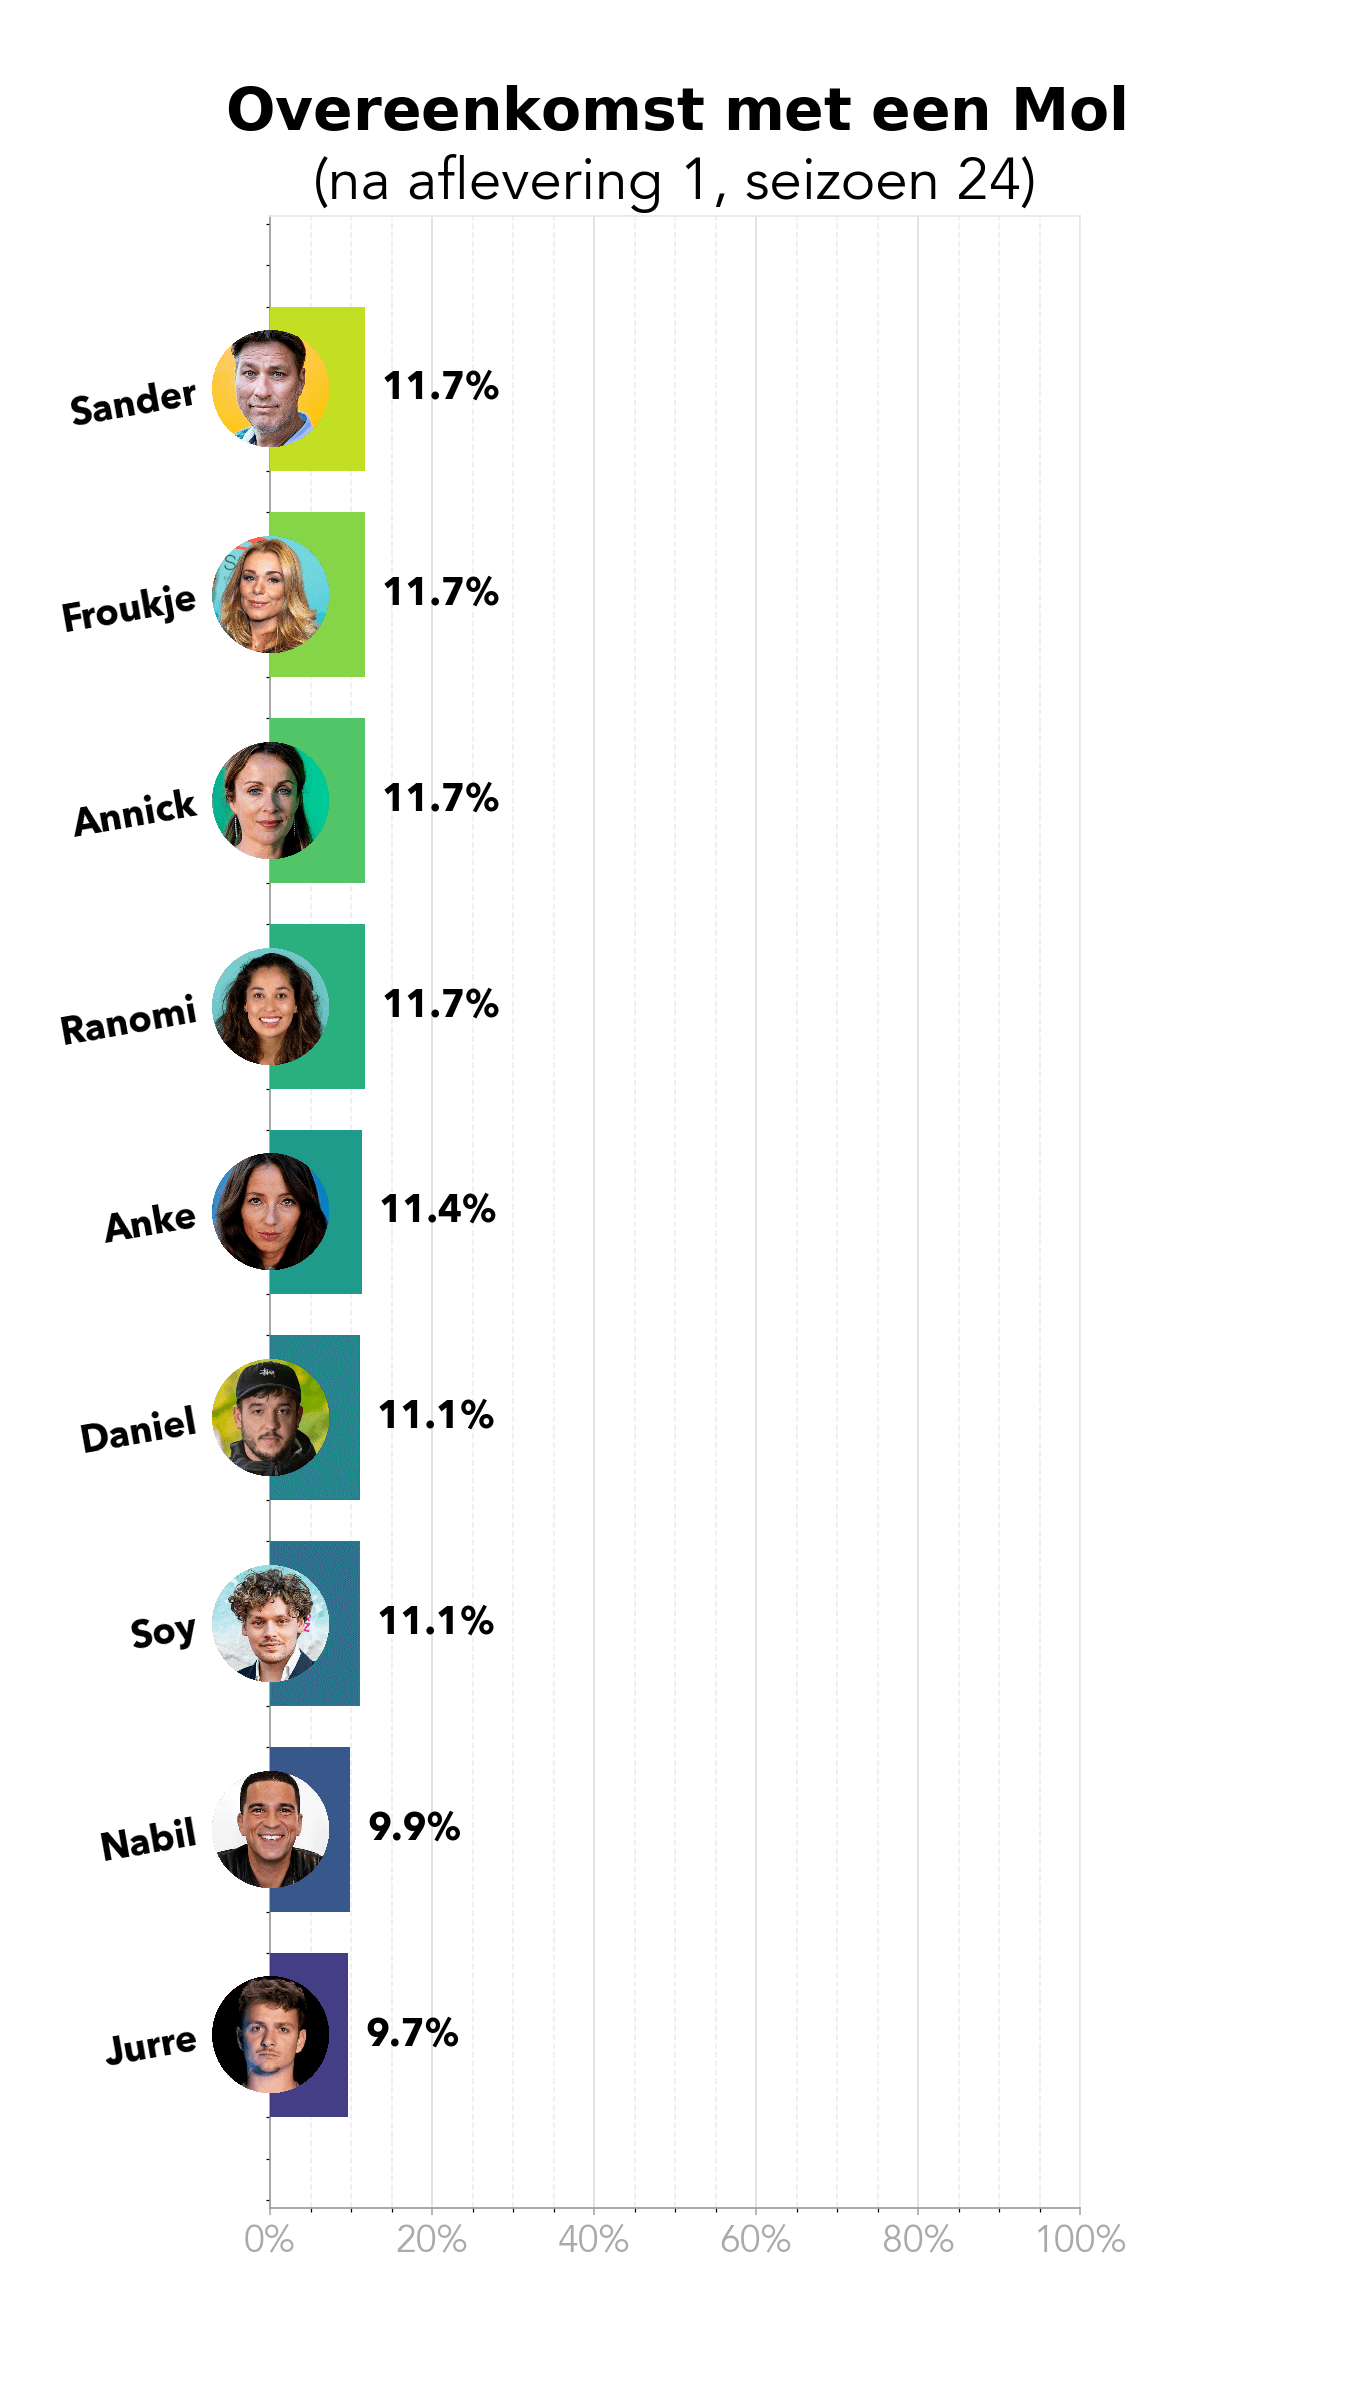 Overeenkomst met een Mol
(na aflevering 1, seizoen 24)
Sander 11.7%
Froukje 11.7%
Annick 11.7%
Ranomi 11.7%
Anke 11.4%
Daniel 11.1%
Soy 11.1%
Nabil 9.9%
Jurre 9.7%
0% 20% 40% 60% 80% 100%